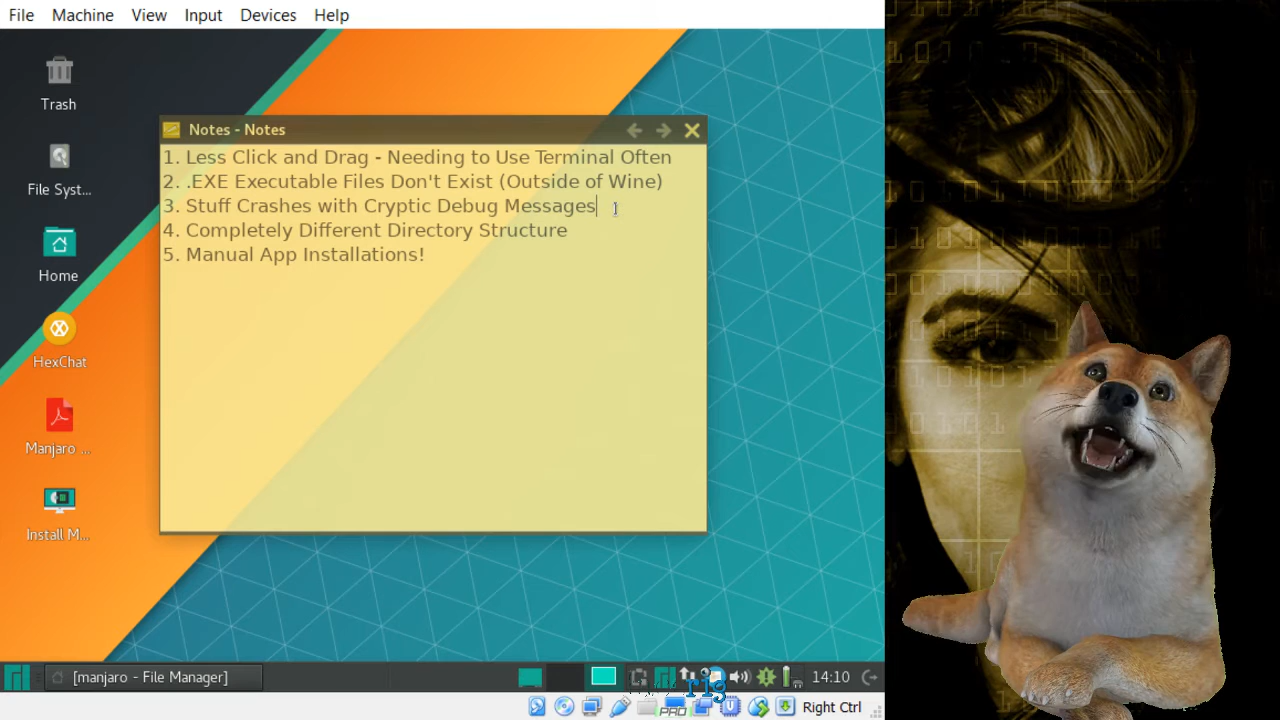 File Machine View Input Devices Help
Trash
File Syst...
Home
HexChat
Manjaro ...
Install M...
Notes - Notes
1. Less Click and Drag - Needing to Use Terminal Often
2. .EXE Executable Files Don't Exist (Outside of Wine)
3. Stuff Crashes with Cryptic Debug Messages
4. Completely Different Directory Structure
5. Manual App Installations!
[manjaro - File Manager]
14:10
rig
PRO
Right Ctrl